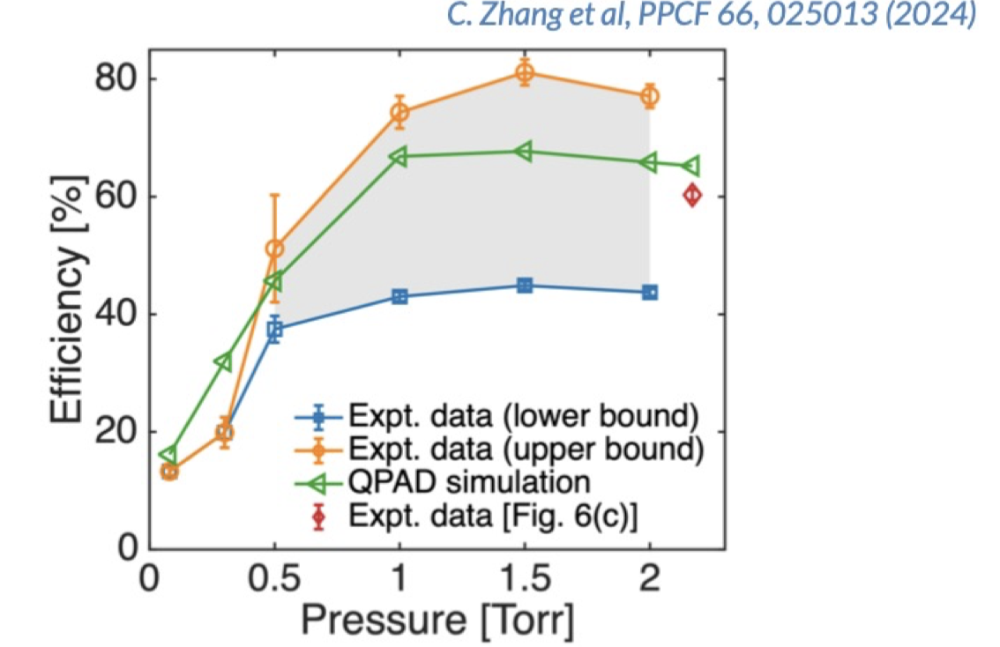 C. Zhang et al, PPCF 66, 025013 (2024)
80
60
40
20
0
Efficiency [%]
Expt. data (lower bound)
Expt. data (upper bound)
QPAD simulation
Expt. data [Fig. 6(c)]
0 0.5 1 1.5 2
Pressure [Torr]